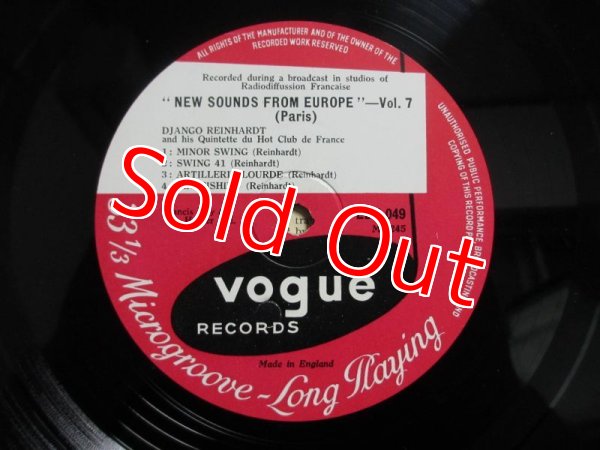 ALL RIGHTS OF THE MANUFACTURER AND OF THE OWNER OF THE
RECORDED WORK RESERVED
Recorded during a broadcast in studios of
Radiodiffussion Francaise
"NEW SOUNDS FROM EUROPE"—Vol. 7
(Paris)
DJANGO REINHARDT
and his Quintette du Hot Club de France
1: MINOR SWING (Reinhardt)
2: SWING 41 (Reinhardt)
3: ARTILLERIE LOURDE (Reinhardt)
(Reinhardt)
049
Sold Out
vogue
RECORDS
Made in England
33⅓ Microgroove - Long Playing
UNAUTHORISED PUBLIC PERFORMANCE, BROADCASTING AND
COPYING OF THIS RECORD